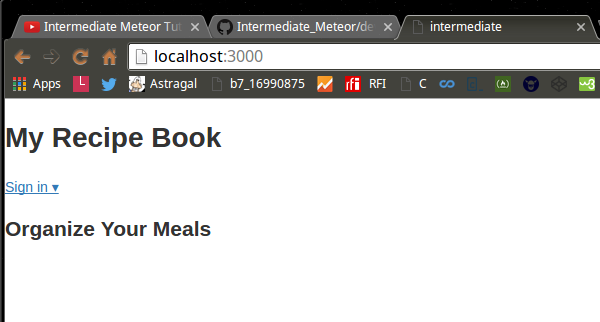 Intermediate Meteor Tut Intermediate_Meteor/de intermediate
localhost:3000
Apps L Astragal b7_16990875 rfi RFI C
My Recipe Book
Sign in ▾
Organize Your Meals